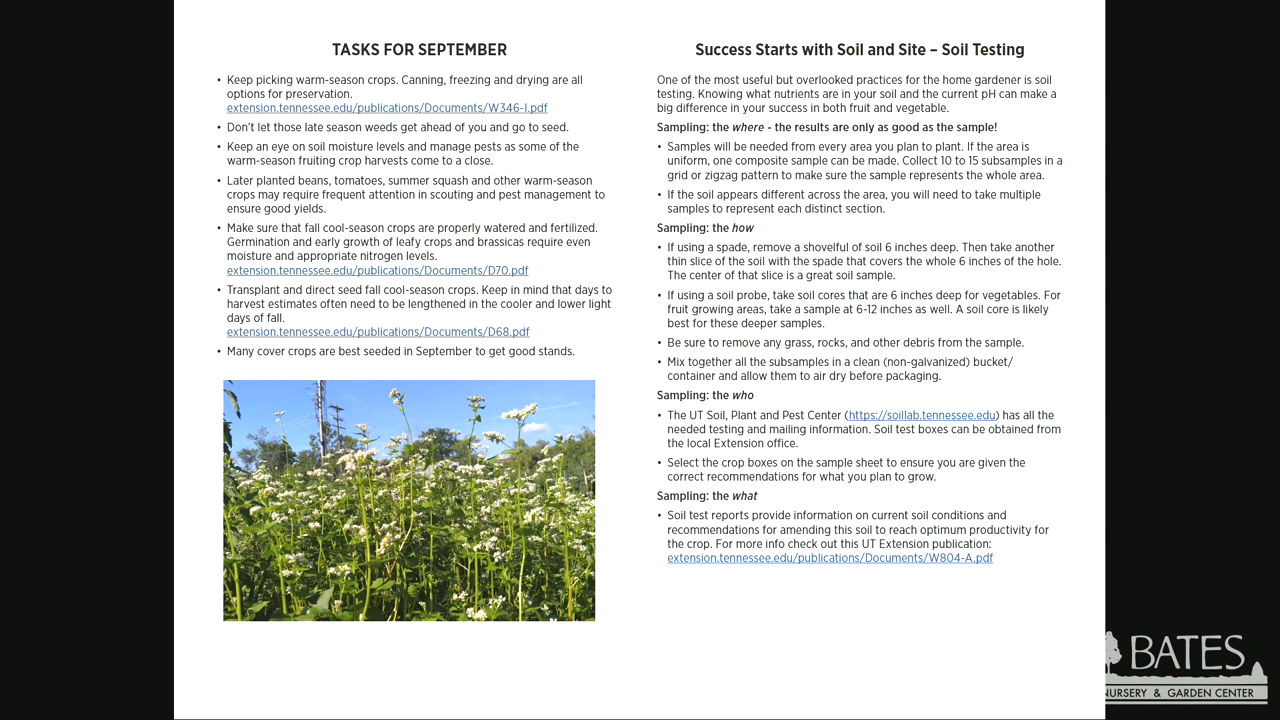 TASKS FOR SEPTEMBER
• Keep picking warm-season crops. Canning, freezing and drying are all
options for preservation.
extension.tennessee.edu/publications/Documents/W346-I.pdf
• Don't let those late season weeds get ahead of you and go to seed.
• Keep an eye on soil moisture levels and manage pests as some of the
warm-season fruiting crop harvests come to a close.
• Later planted beans, tomatoes, summer squash and other warm-season
crops may require frequent attention in scouting and pest management to
ensure good yields.
• Make sure that fall cool-season crops are properly watered and fertilized.
Germination and early growth of leafy crops and brassicas require even
moisture and appropriate nitrogen levels.
extension.tennessee.edu/publications/Documents/D70.pdf
• Transplant and direct seed fall cool-season crops. Keep in mind that days to
harvest estimates often need to be lengthened in the cooler and lower light
days of fall.
extension.tennessee.edu/publications/Documents/D68.pdf
• Many cover crops are best seeded in September to get good stands.
Success Starts with Soil and Site – Soil Testing
One of the most useful but overlooked practices for the home gardener is soil
testing. Knowing what nutrients are in your soil and the current pH can make a
big difference in your success in both fruit and vegetable.
Sampling: the where - the results are only as good as the sample!
• Samples will be needed from every area you plan to plant. If the area is
uniform, one composite sample can be made. Collect 10 to 15 subsamples in a
grid or zigzag pattern to make sure the sample represents the whole area.
• If the soil appears different across the area, you will need to take multiple
samples to represent each distinct section.
Sampling: the how
• If using a spade, remove a shovelful of soil 6 inches deep. Then take another
thin slice of the soil with the spade that covers the whole 6 inches of the hole.
The center of that slice is a great soil sample.
• If using a soil probe, take soil cores that are 6 inches deep for vegetables. For
fruit growing areas, take a sample at 6-12 inches as well. A soil core is likely
best for these deeper samples.
• Be sure to remove any grass, rocks, and other debris from the sample.
• Mix together all the subsamples in a clean (non-galvanized) bucket/
container and allow them to air dry before packaging.
Sampling: the who
• The UT Soil, Plant and Pest Center (https://soillab.tennessee.edu) has all the
needed testing and mailing information. Soil test boxes can be obtained from
the local Extension office.
• Select the crop boxes on the sample sheet to ensure you are given the
correct recommendations for what you plan to grow.
Sampling: the what
• Soil test reports provide information on current soil conditions and
recommendations for amending this soil to reach optimum productivity for
the crop. For more info check out this UT Extension publication:
extension.tennessee.edu/publications/Documents/W804-A.pdf
BATES
NURSERY & GARDEN CENTER